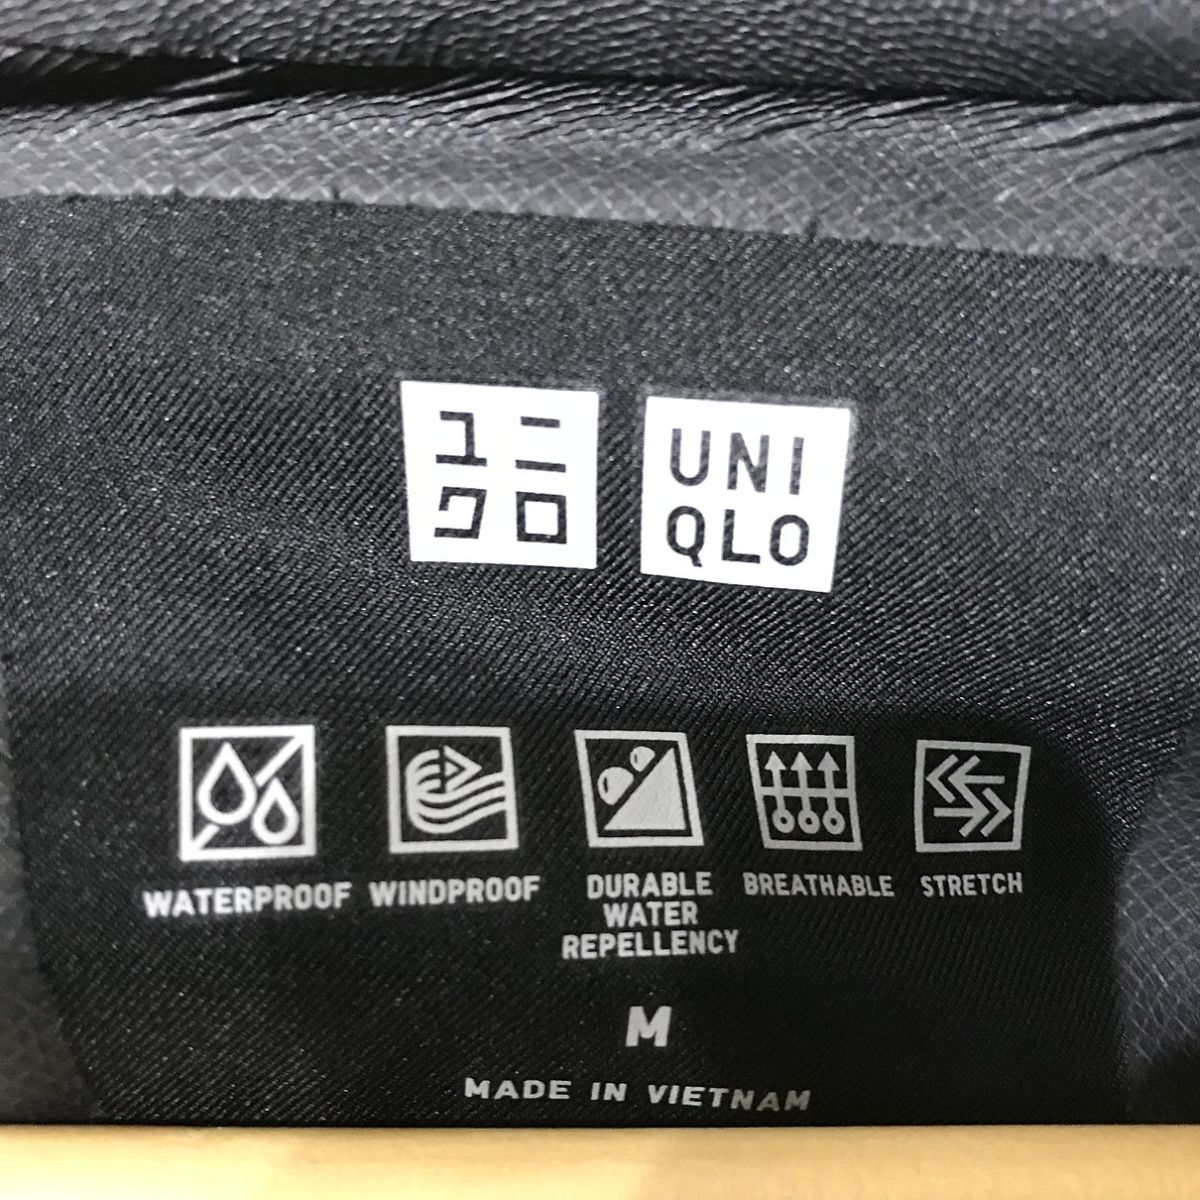 ユニ
クロ
UNI
QLO
WATERPROOF
WINDPROOF
DURABLE
WATER
REPELLENCY
BREATHABLE
STRETCH
M
MADE IN VIETNAM